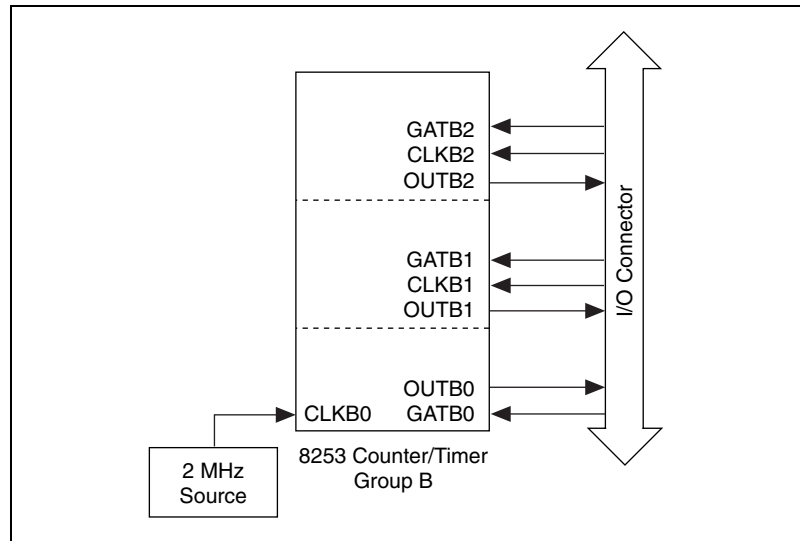 GATB2
CLKB2
OUTB2
GATB1
CLKB1
OUTB1
OUTB0
CLKB0 GATB0
I/O Connector
8253 Counter/Timer
Group B
2 MHz
Source